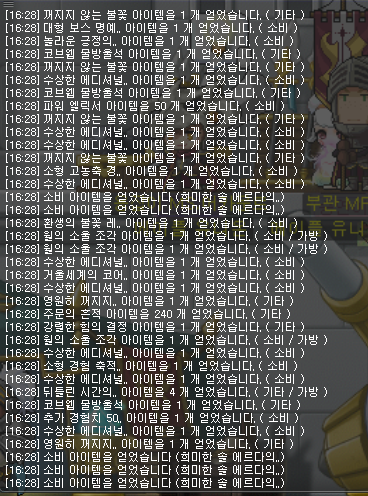 [16:28] 꺼지지 않는 불꽃 아이템을 1 개 얻었습니다. ( 기타 )
[16:28] 대형 보스 명예.. 아이템을 1 개 얻었습니다. ( 소비 )
[16:28] 놀라운 긍정의.. 아이템을 1 개 얻었습니다. ( 소비 )
[16:28] 코브웹 물방울석 아이템을 1 개 얻었습니다. ( 기타 )
[16:28] 꺼지지 않는 불꽃 아이템을 1 개 얻었습니다. ( 기타 )
[16:28] 수상한 에디셔널.. 아이템을 1 개 얻었습니다. ( 소비 )
[16:28] 코브웹 물방울석 아이템을 1 개 얻었습니다. ( 기타 )
[16:28] 파워 엘릭서 아이템을 50 개 얻었습니다. ( 소비 )
[16:28] 꺼지지 않는 불꽃 아이템을 1 개 얻었습니다. ( 기타 )
[16:28] 수상한 에디셔널.. 아이템을 1 개 얻었습니다. ( 소비 )
[16:28] 수상한 에디셔널.. 아이템을 1 개 얻었습니다. ( 소비 )
[16:28] 꺼지지 않는 불꽃 아이템을 1 개 얻었습니다. ( 기타 )
[16:28] 소형 고농축 경.. 아이템을 1 개 얻었습니다. ( 소비 )
[16:28] 수상한 에디셔널.. 아이템을 1 개 얻었습니다. ( 소비 )
[16:28] 소비 아이템을 얻었습니다 (희미한 솔 에르다의..)
[16:28] 소비 아이템을 얻었습니다 (희미한 솔 에르다의..)
[16:28] 환생의 불꽃 레.. 아이템을 1 개 얻었습니다. ( 소비 )
[16:28] 윌의 소울 조각 아이템을 1 개 얻었습니다. ( 소비 / 가방 )
[16:28] 윌의 소울 조각 아이템을 1 개 얻었습니다. ( 소비 / 가방 )
[16:28] 수상한 에디셔널.. 아이템을 1 개 얻었습니다. ( 소비 )
[16:28] 거울세계의 코어.. 아이템을 1 개 얻었습니다. ( 소비 )
[16:28] 수상한 에디셔널.. 아이템을 1 개 얻었습니다. ( 소비 )
[16:28] 영원히 꺼지지.. 아이템을 1 개 얻었습니다. ( 기타 )
[16:28] 주문의 흔적 아이템을 240 개 얻었습니다. ( 기타 )
[16:28] 강렬한 힘의 결정 아이템을 1 개 얻었습니다. ( 기타 )
[16:28] 윌의 소울 조각 아이템을 1 개 얻었습니다. ( 소비 / 가방 )
[16:28] 수상한 에디셔널.. 아이템을 1 개 얻었습니다. ( 소비 )
[16:28] 소형 경험 축적.. 아이템을 1 개 얻었습니다. ( 소비 )
[16:28] 수상한 에디셔널.. 아이템을 1 개 얻었습니다. ( 소비 )
[16:28] 뒤틀린 시간의.. 아이템을 4 개 얻었습니다. ( 기타 / 가방 )
[16:28] 코브웹 물방울석 아이템을 1 개 얻었습니다. ( 기타 )
[16:28] 추가 경험치 50.. 아이템을 1 개 얻었습니다. ( 소비 )
[16:28] 수상한 에디셔널.. 아이템을 1 개 얻었습니다. ( 소비 )
[16:28] 영원히 꺼지지.. 아이템을 1 개 얻었습니다. ( 기타 )
[16:28] 소비 아이템을 얻었습니다 (희미한 솔 에르다의..)
[16:28] 소비 아이템을 얻었습니다 (희미한 솔 에르다의..)
부관
유니